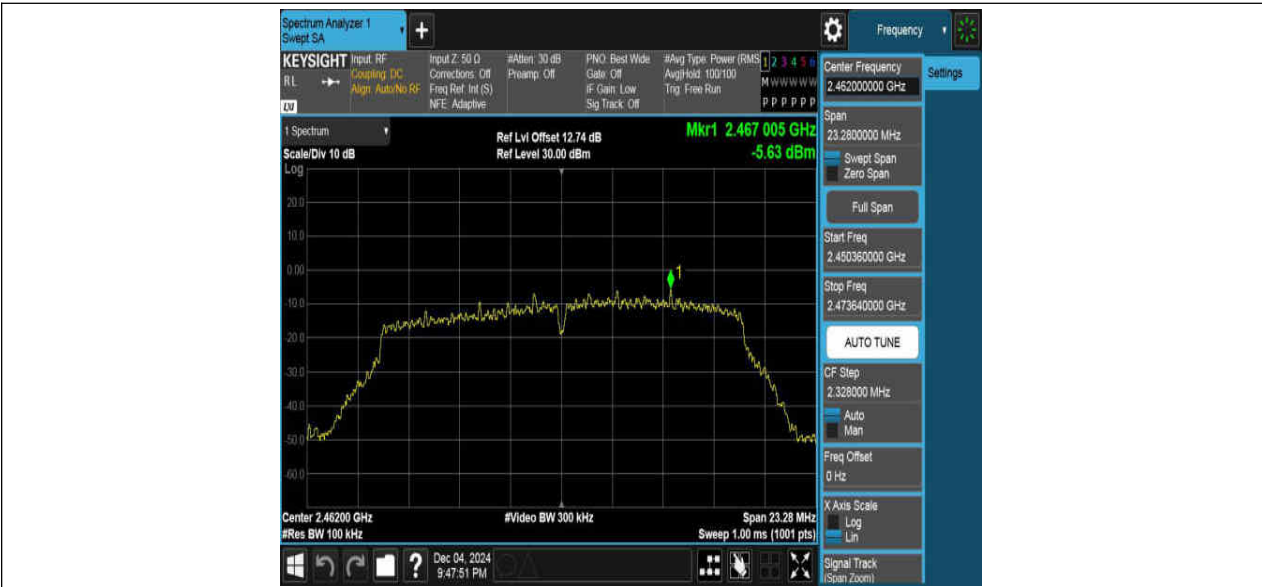 Spectrum Analyzer 1
Swept SA
+
Frequency
KEYSIGHT
RL
LXI
Input: RF
Coupling: DC
Align: Auto/No RF
Input Z: 50 Ω
Corrections: Off
Freq Ref: Int (S)
NFE: Adaptive
#Atten: 30 dB
Preamp: Off
PNO: Best Wide
Gate: Off
IF Gain: Low
Sig Track: Off
#Avg Type: Power (RMS
Avg|Hold: 100/100
Trig: Free Run
1 2 3 4 5 6
M W W W W W
P P P P P P
1 Spectrum
Scale/Div 10 dB
Log
Ref Lvl Offset 12.74 dB
Ref Level 30.00 dBm
Mkr1 2.467 005 GHz
-5.63 dBm
20.0
10.0
0.00
-10.0
-20.0
-30.0
-40.0
-50.0
-60.0
1
Center 2.46200 GHz
#Res BW 100 kHz
#Video BW 300 kHz
Span 23.28 MHz
Sweep 1.00 ms (1001 pts)
?
Dec 04, 2024
9:47:51 PM
Center Frequency
2.462000000 GHz
Settings
Span
23.2800000 MHz
Swept Span
Zero Span
Full Span
Start Freq
2.450360000 GHz
Stop Freq
2.473640000 GHz
AUTO TUNE
CF Step
2.328000 MHz
Auto
Man
Freq Offset
0 Hz
X Axis Scale
Log
Lin
Signal Track
(Span Zoom)